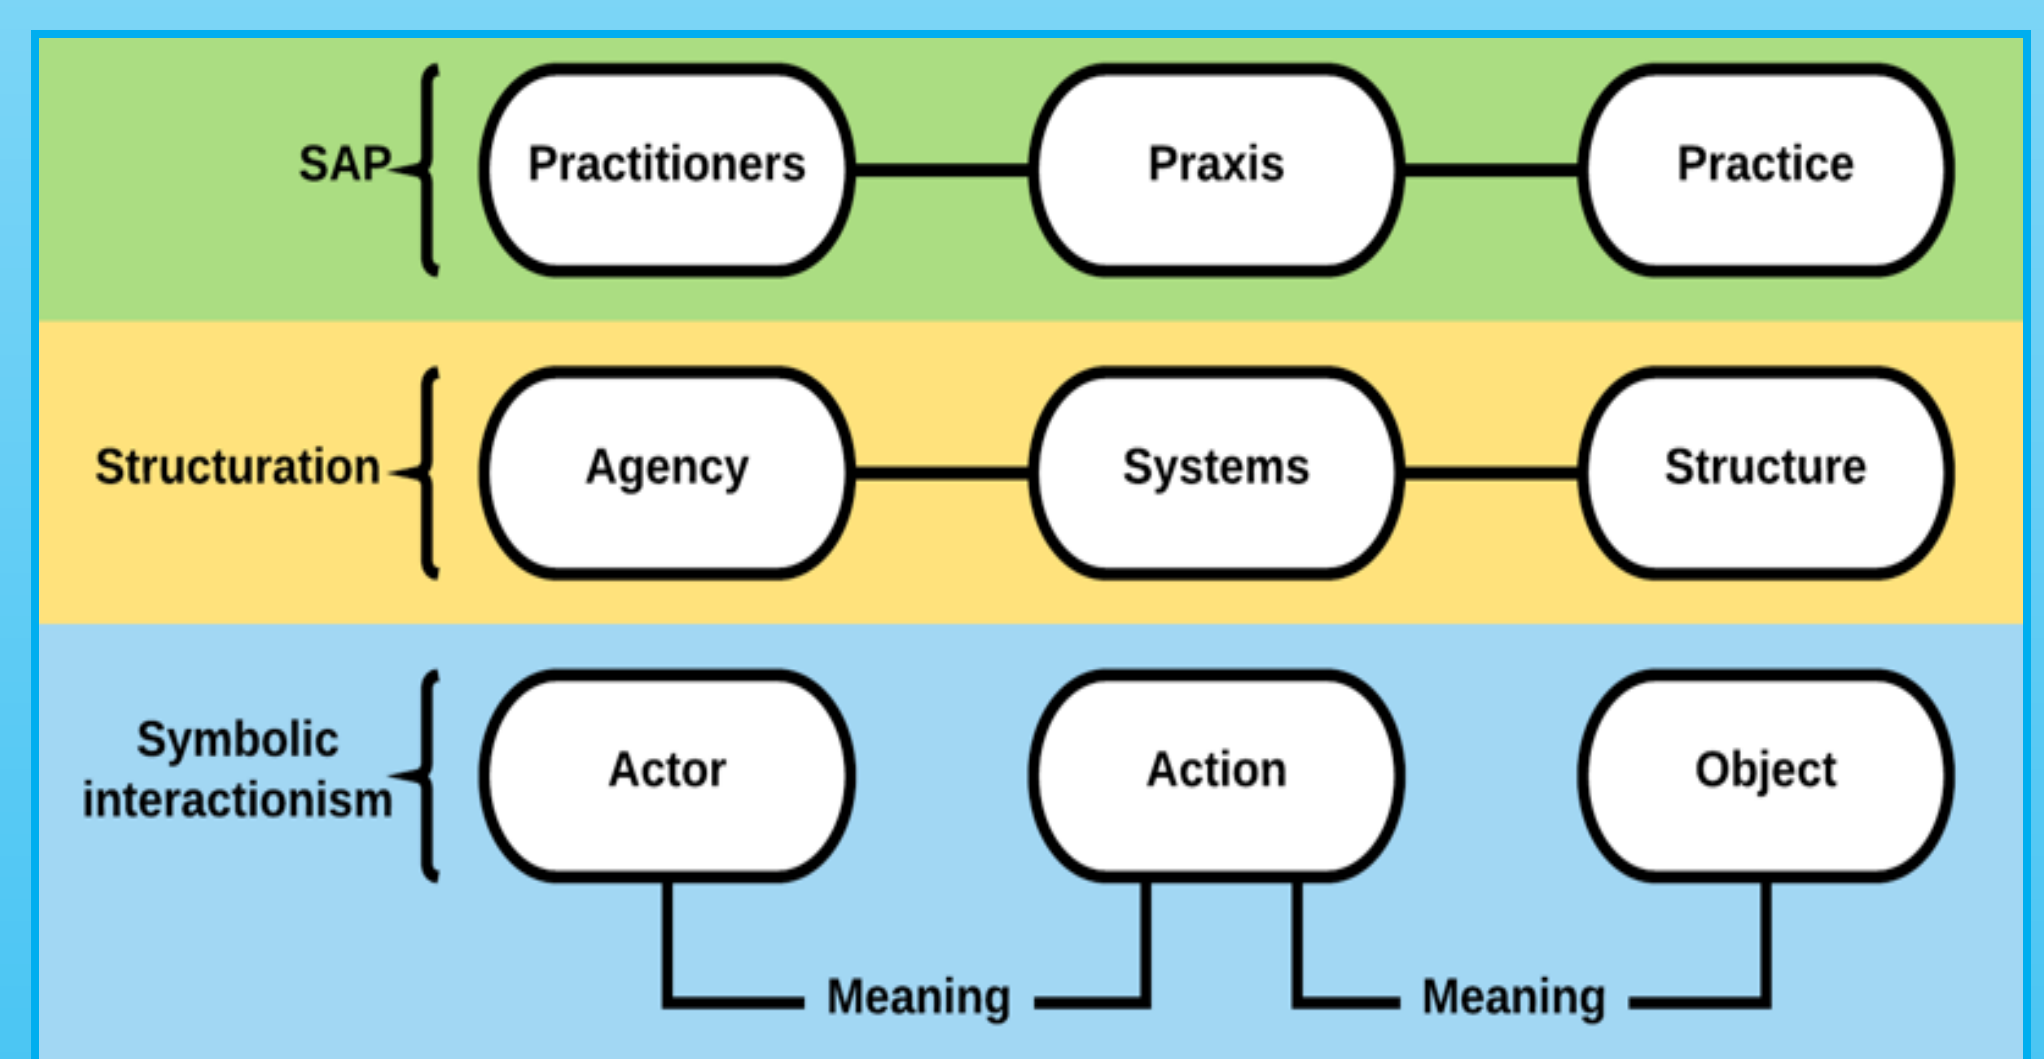 SAP
Practitioners
Praxis
Practice
Structuration
Agency
Systems
Structure
Symbolic
interactionism
Actor
Action
Object
Meaning
Meaning